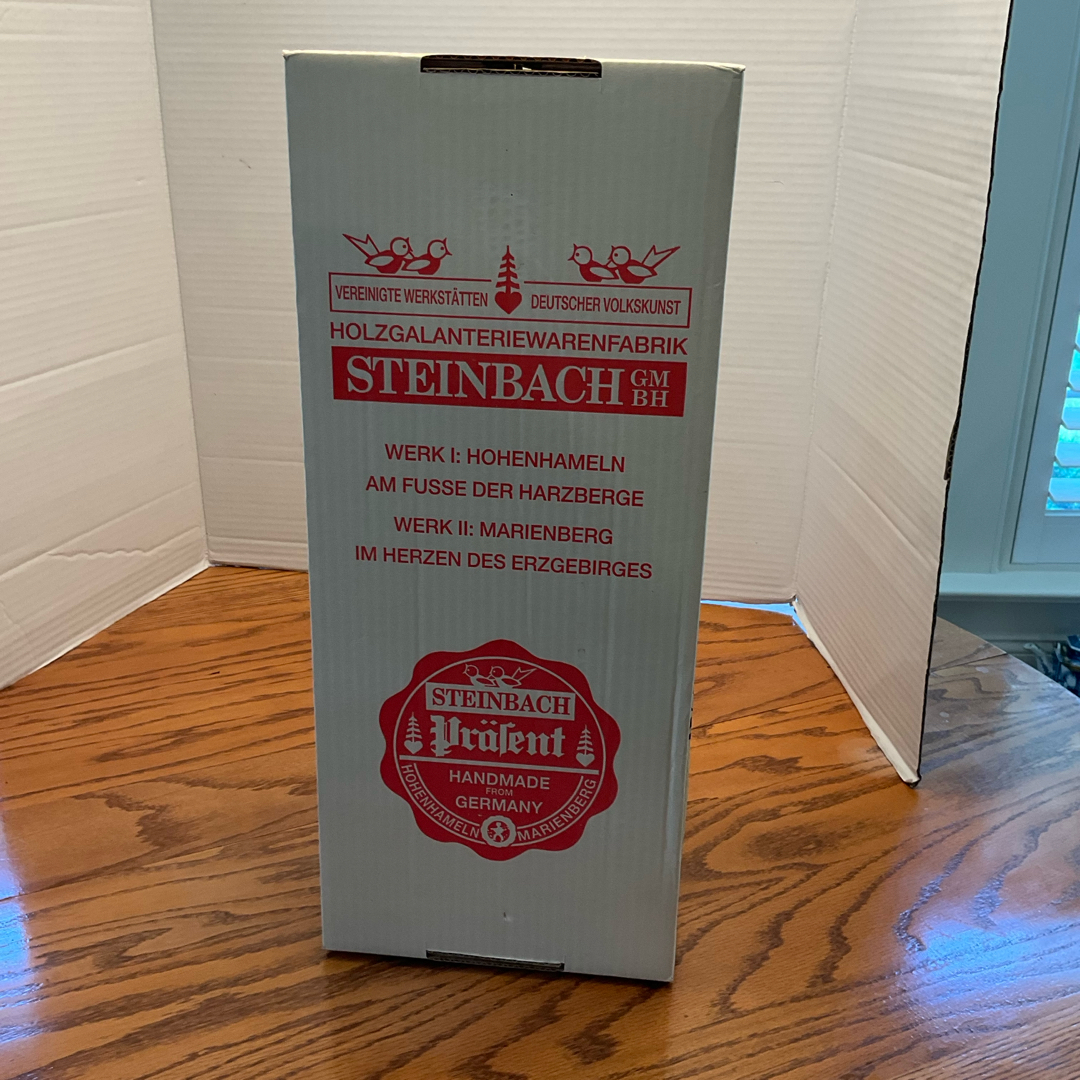 VEREINIGTE WERKSTÄTTEN DEUTSCHER VOLKSKUNST
HOLZGALANTERIEWARENFABRIK
STEINBACH GM BH
WERK I: HOHENHAMELN
AM FUSSE DER HARZBERGE
WERK II: MARIENBERG
IM HERZEN DES ERZGEBIRGES
STEINBACH
Präſent
HANDMADE
FROM
GERMANY
HOHENHAMELN MARIENBERG